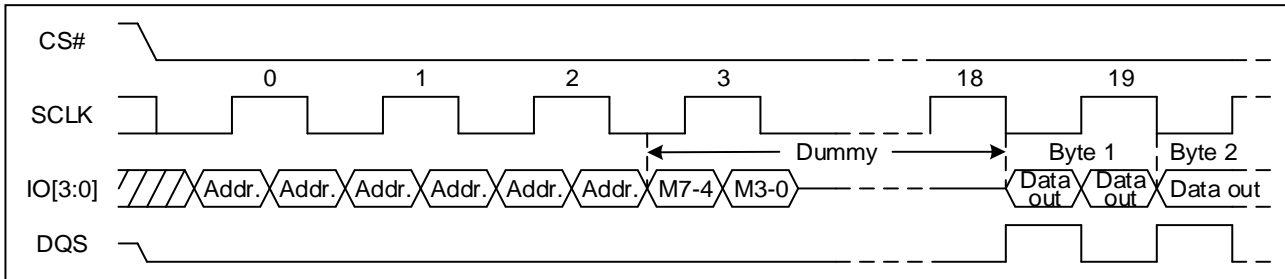 CS#
0 1 2 3 18 19
SCLK
Dummy Byte 1 Byte 2
IO[3:0] Addr. Addr. Addr. Addr. Addr. Addr. M7-4 M3-0 Data out Data out Data out
DQS